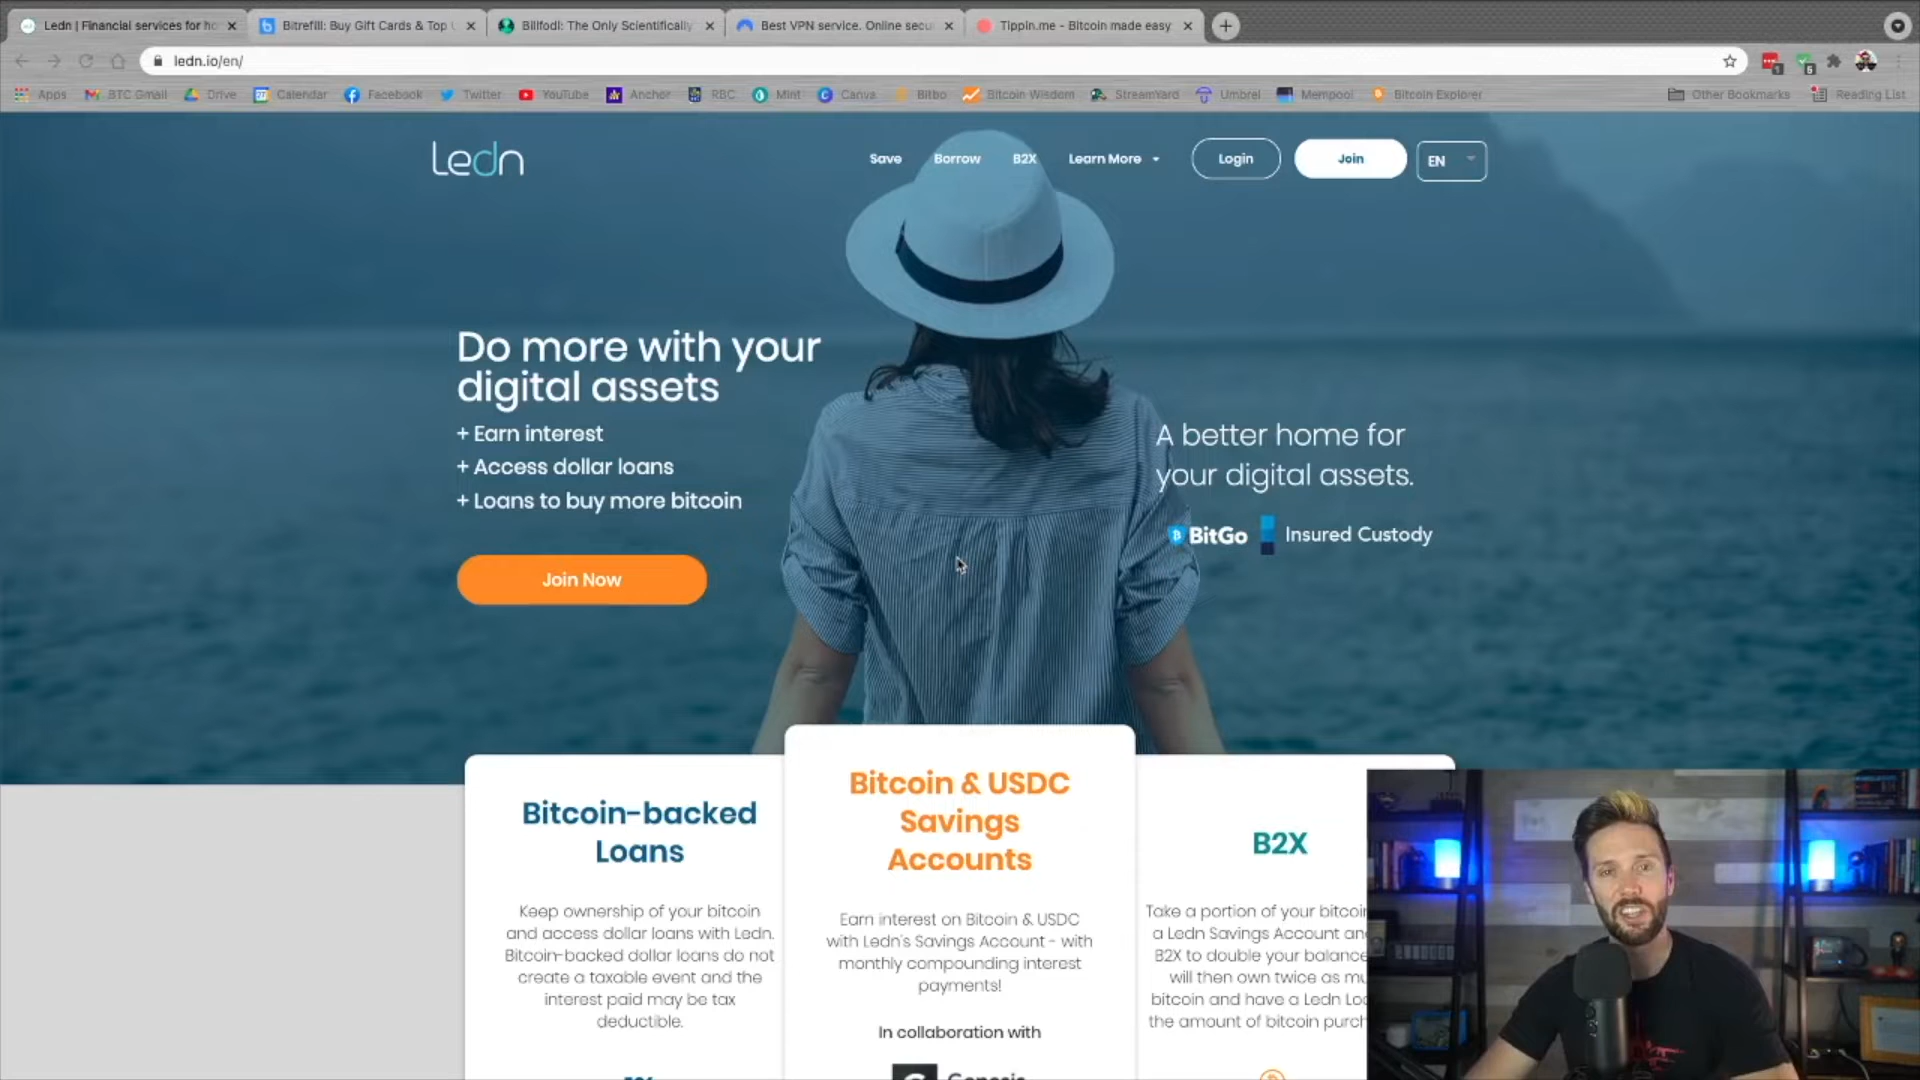 Ledn | Financial services for ho
Bitrefill: Buy Gift Cards & Top U
Billfodl: The Only Scientifically
Best VPN service. Online secu
Tippin.me - Bitcoin made easy
ledn.io/en/
Apps
BTC Gmail
Drive
Calendar
Facebook
Twitter
YouTube
Anchor
RBC
Mint
Canva
Bitbo
Bitcoin Wisdom
StreamYard
Umbrel
Mempool
Bitcoin Explorer
Other Bookmarks
Reading List
Ledn
Save
Borrow
B2X
Learn More
Login
Join
EN
Do more with your
digital assets
+ Earn interest
+ Access dollar loans
+ Loans to buy more bitcoin
Join Now
A better home for
your digital assets.
BitGo
Insured Custody
Bitcoin-backed
Loans
Keep ownership of your bitcoin
and access dollar loans with Ledn.
Bitcoin-backed dollar loans do not
create a taxable event and the
interest paid may be tax
deductible.
Bitcoin & USDC
Savings
Accounts
Earn interest on Bitcoin & USDC
with Ledn's Savings Account - with
monthly compounding interest
payments!
In collaboration with
Genesis
B2X
Take a portion of your bitcoin
a Ledn Savings Account and
B2X to double your balance
will then own twice as mu
bitcoin and have a Ledn Loa
the amount of bitcoin purch